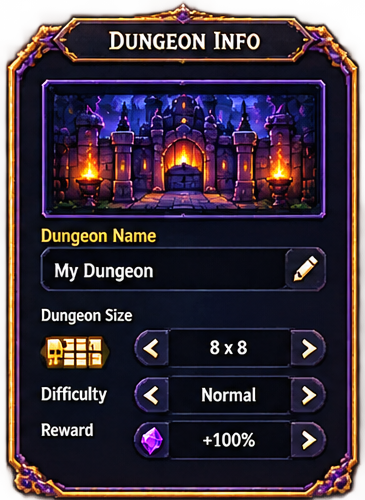 Dungeon Info
Dungeon Name
My Dungeon
Dungeon Size
8 x 8
Difficulty
Normal
Reward
+100%